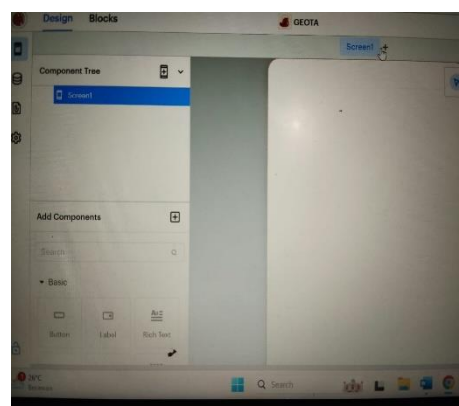 Design Blocks
GEOTA
Screen1 +
Component Tree
Screen1
Add Components
Search
Basic
Button Label Rich Text
Search